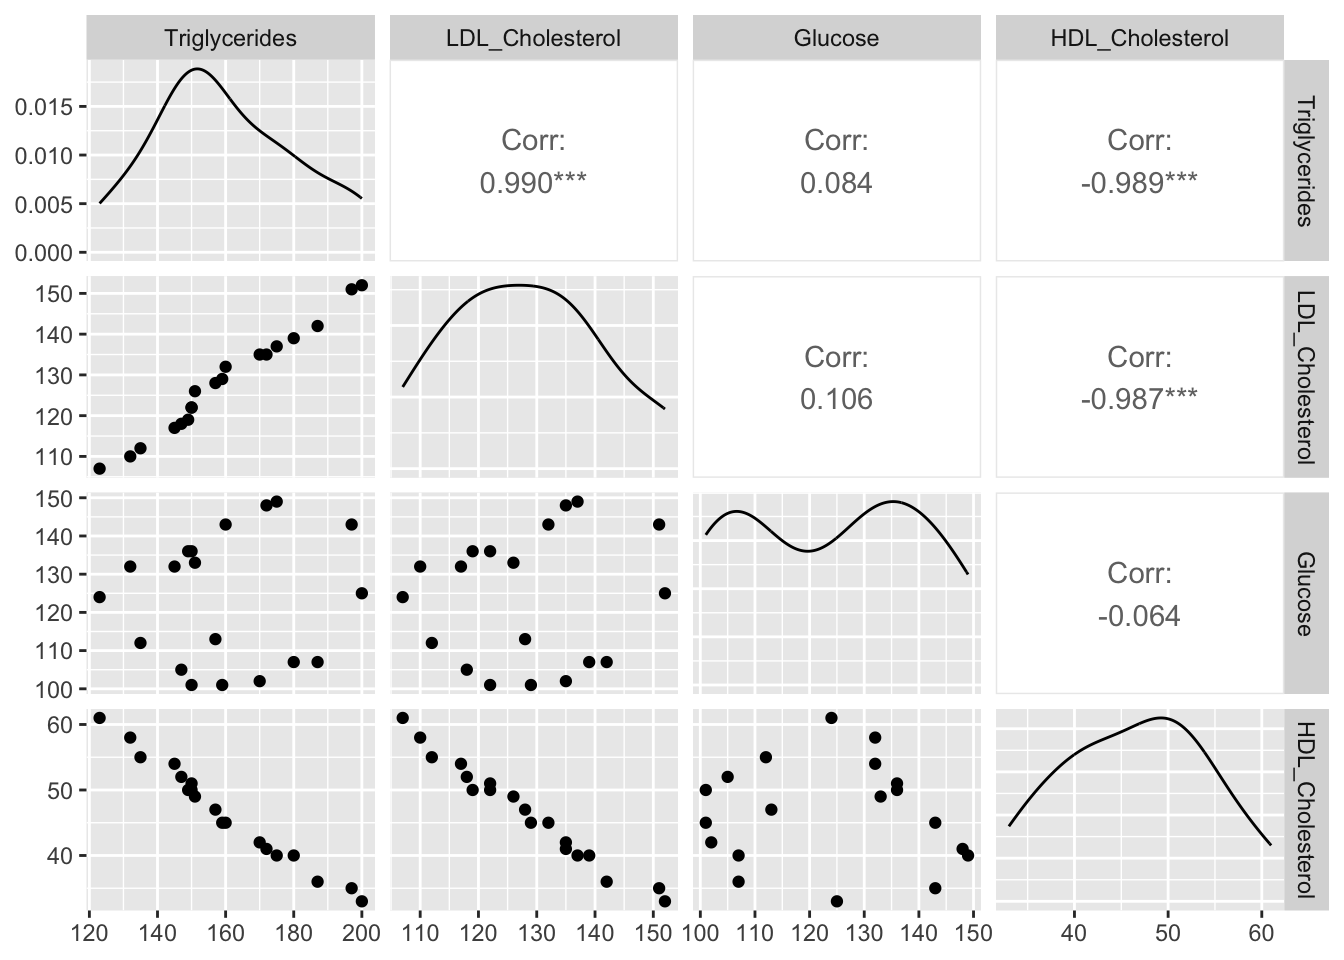 Triglycerides LDL_Cholesterol Glucose HDL_Cholesterol
0.015
0.010
0.005
0.000
Corr:
0.990***
Corr:
0.084
Corr:
-0.989***
Triglycerides
150
140
130
120
110
Corr:
0.106
Corr:
-0.987***
LDL_Cholesterol
150
140
130
120
110
100
Corr:
-0.064
Glucose
60
50
40
HDL_Cholesterol
120 140 160 180 200 110 120 130 140 150 100 110 120 130 140 150 40 50 60